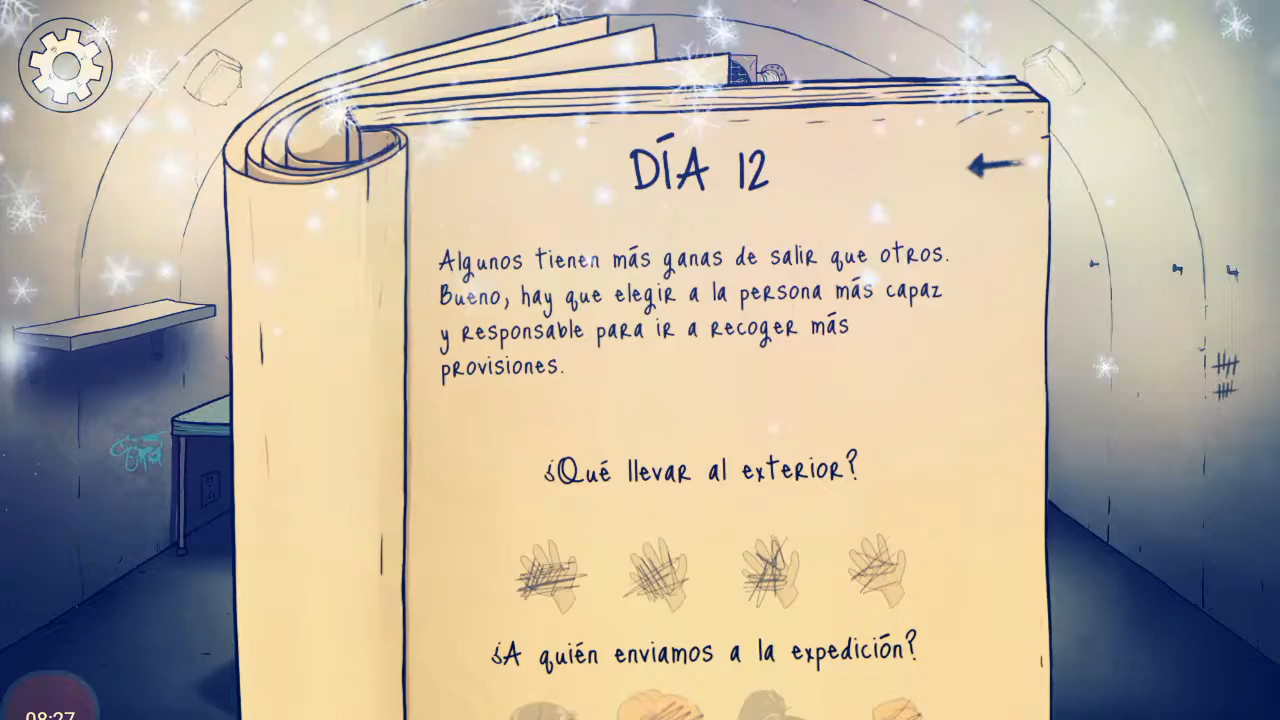 DÍA 12
Algunos tienen más ganas de salir que otros.
Bueno, hay que elegir a la persona más capaz
y responsable para ir a recoger más
provisiones.
¿Qué llevar al exterior?
¿A quién enviamos a la expedición?
08:27